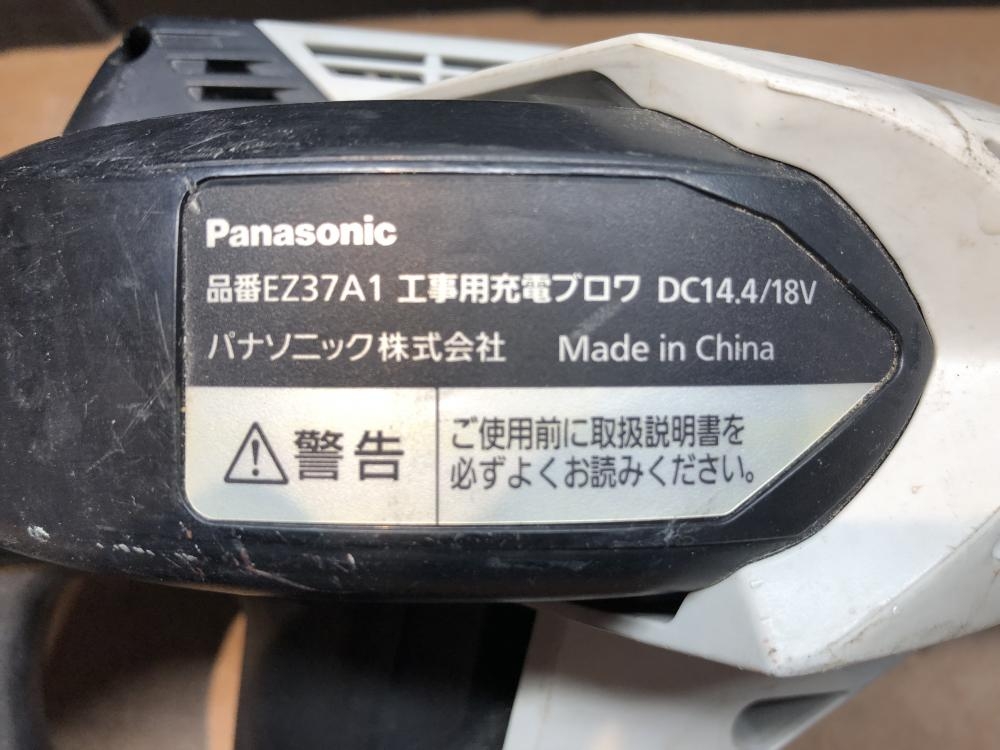 Panasonic
品番EZ37A1 工事用充電ブロワ DC14.4/18V
パナソニック株式会社 Made in China
警告
ご使用前に取扱説明書を
必ずよくお読みください。